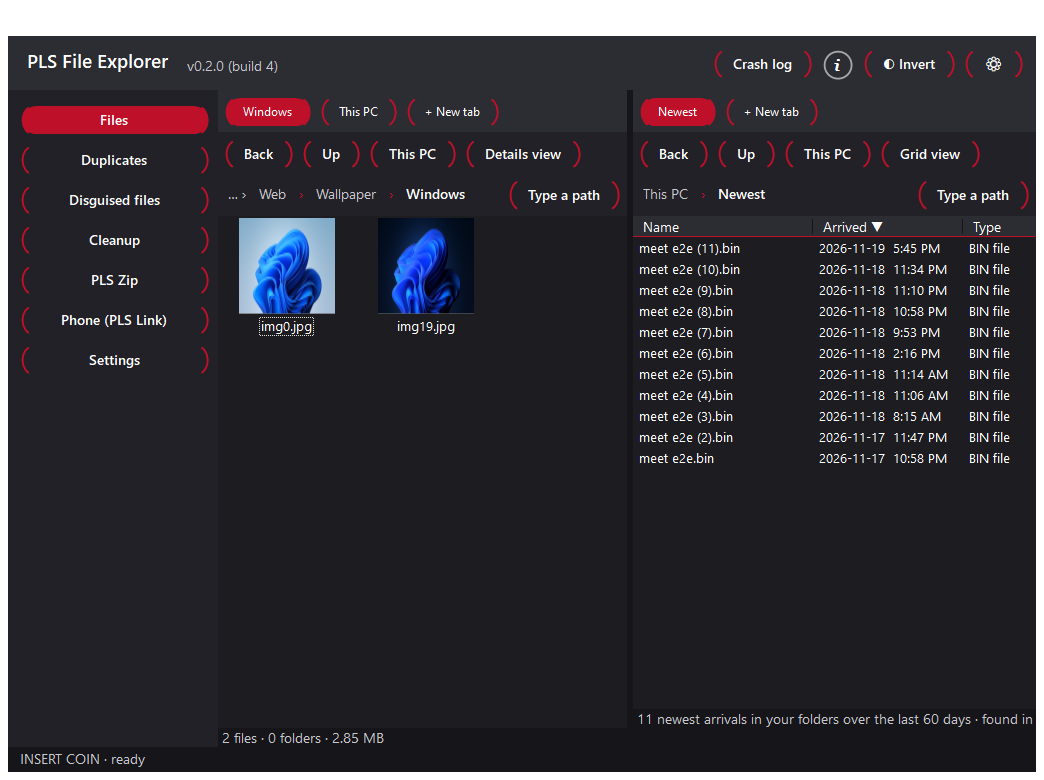 PLS File Explorer v0.2.0 (build 4) Crash log i Invert
Files
Duplicates
Disguised files
Cleanup
PLS Zip
Phone (PLS Link)
Settings
Windows This PC + New tab
Back Up This PC Details view
... › Web › Wallpaper › Windows Type a path
img0.jpg img19.jpg
2 files · 0 folders · 2.85 MB
Newest + New tab
Back Up This PC Grid view
This PC › Newest Type a path
Name Arrived ▼ Type
meet e2e (11).bin 2026-11-19 5:45 PM BIN file
meet e2e (10).bin 2026-11-18 11:34 PM BIN file
meet e2e (9).bin 2026-11-18 11:10 PM BIN file
meet e2e (8).bin 2026-11-18 10:58 PM BIN file
meet e2e (7).bin 2026-11-18 9:53 PM BIN file
meet e2e (6).bin 2026-11-18 2:16 PM BIN file
meet e2e (5).bin 2026-11-18 11:14 AM BIN file
meet e2e (4).bin 2026-11-18 11:06 AM BIN file
meet e2e (3).bin 2026-11-18 8:15 AM BIN file
meet e2e (2).bin 2026-11-17 11:47 PM BIN file
meet e2e.bin 2026-11-17 10:58 PM BIN file
11 newest arrivals in your folders over the last 60 days · found in
INSERT COIN · ready